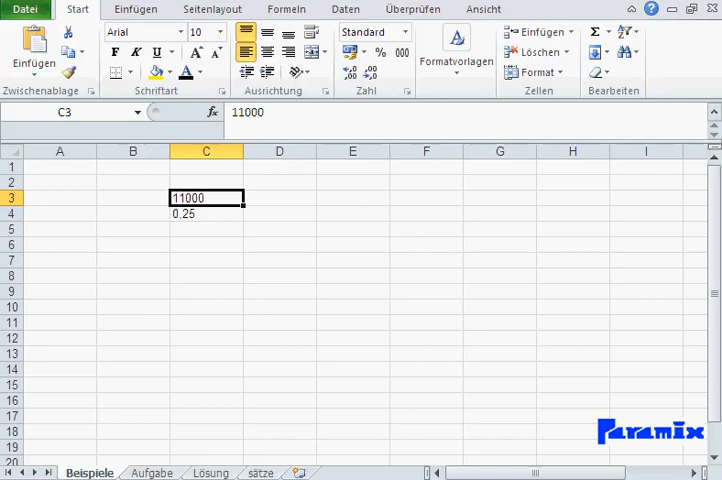 Datei Start Einfügen Seitenlayout Formeln Daten Überprüfen Ansicht
Arial 10 Standard Einfügen Σ
Einfügen F K U A A 000 Formatvorlagen Löschen
A Format
Zwischenablage Schriftart Ausrichtung Zahl Zellen Bearbeiten
C3 fx 11000
A B C D E F G H I
1
2
3 11000
4 0,25
5
6
7
8
9
10
11
12
13
14
15
16
17
18
19
20
Paramix
Beispiele Aufgabe Lösung sätze